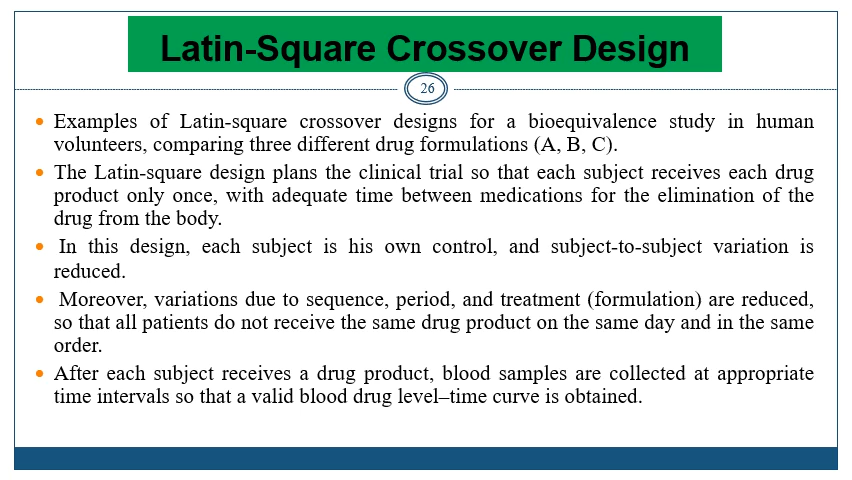 Latin-Square Crossover Design
26
• Examples of Latin-square crossover designs for a bioequivalence study in human
volunteers, comparing three different drug formulations (A, B, C).
• The Latin-square design plans the clinical trial so that each subject receives each drug
product only once, with adequate time between medications for the elimination of the
drug from the body.
• In this design, each subject is his own control, and subject-to-subject variation is
reduced.
• Moreover, variations due to sequence, period, and treatment (formulation) are reduced,
so that all patients do not receive the same drug product on the same day and in the same
order.
• After each subject receives a drug product, blood samples are collected at appropriate
time intervals so that a valid blood drug level–time curve is obtained.